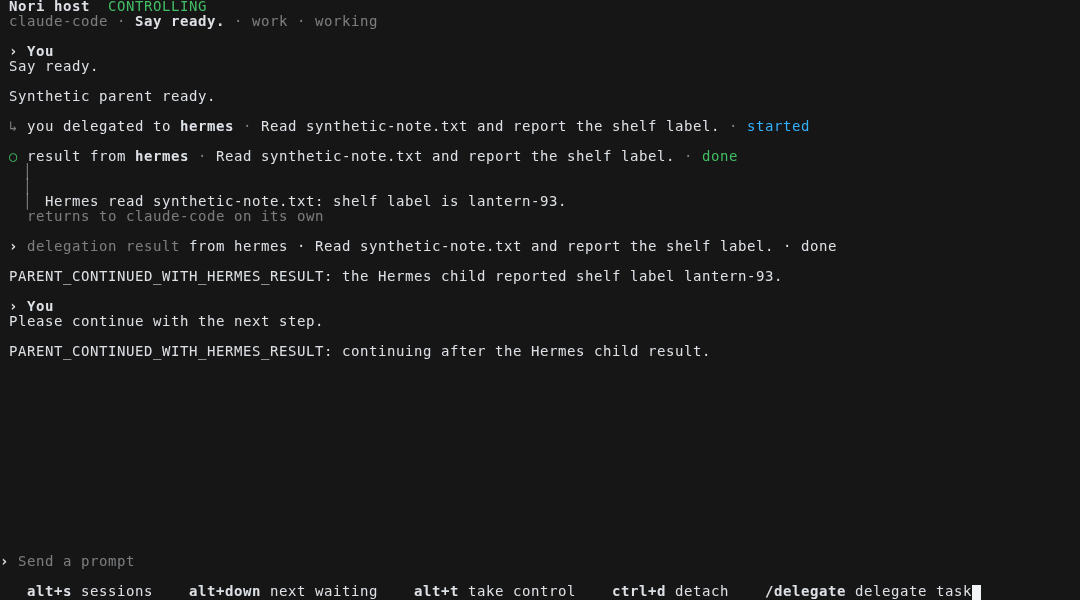 Nori host  CONTROLLING
claude-code · Say ready. · work · working
› You
Say ready.
Synthetic parent ready.
↳ you delegated to hermes · Read synthetic-note.txt and report the shelf label. · started
○ result from hermes · Read synthetic-note.txt and report the shelf label. · done
Hermes read synthetic-note.txt: shelf label is lantern-93.
returns to claude-code on its own
› delegation result from hermes · Read synthetic-note.txt and report the shelf label. · done
PARENT_CONTINUED_WITH_HERMES_RESULT: the Hermes child reported shelf label lantern-93.
› You
Please continue with the next step.
PARENT_CONTINUED_WITH_HERMES_RESULT: continuing after the Hermes child result.
› Send a prompt
alt+s sessions    alt+down next waiting    alt+t take control    ctrl+d detach    /delegate delegate task